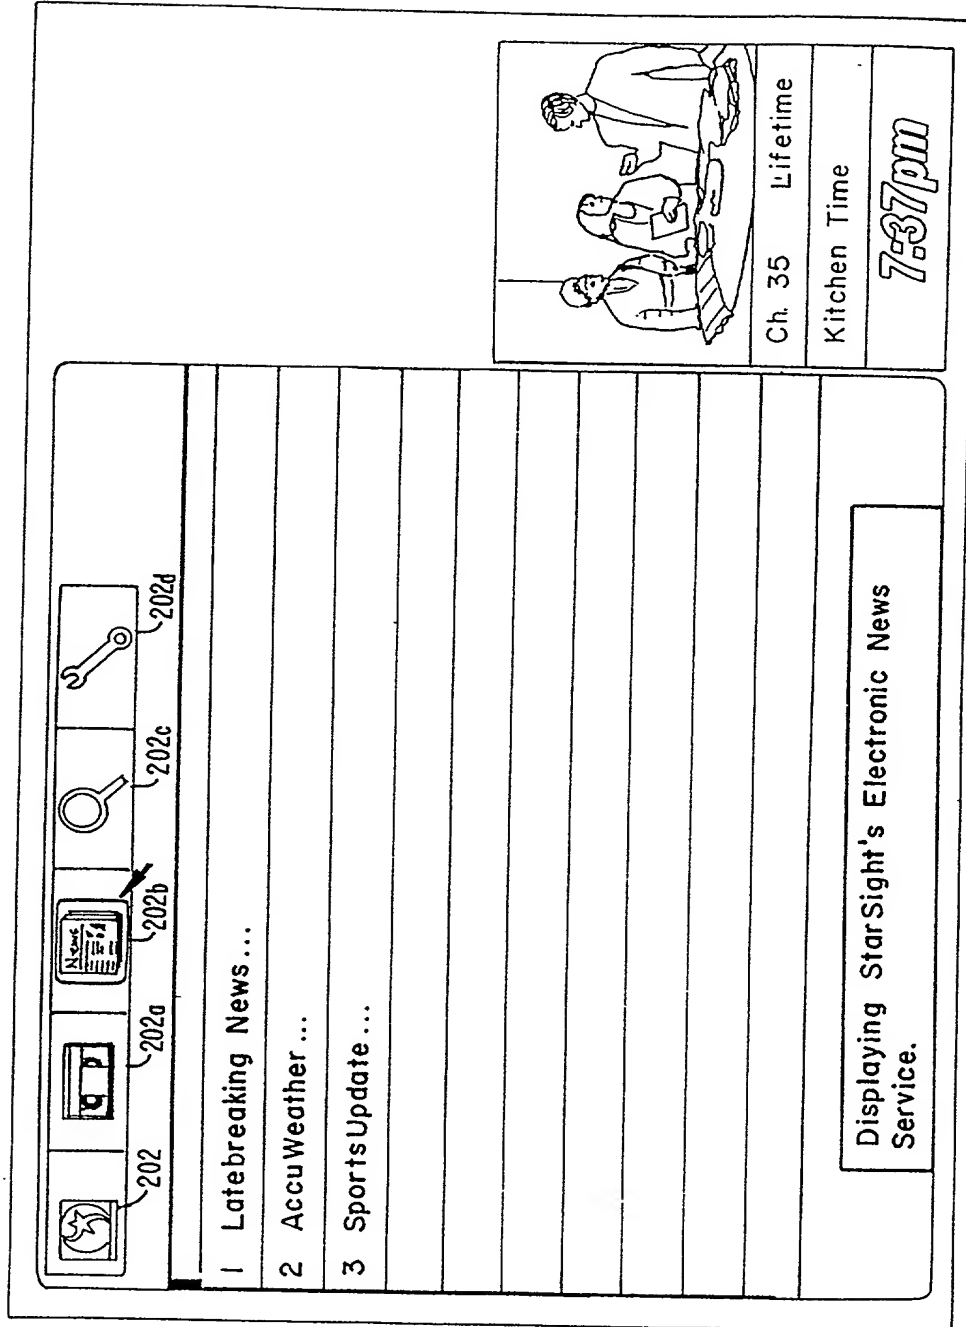 202
202a
News
202b
202c
202d
1 Latebreaking News...
2 AccuWeather...
3 SportsUpdate...
Displaying StarSight's Electronic News
Service.
Ch. 35 Lifetime
Kitchen Time
7:37pm